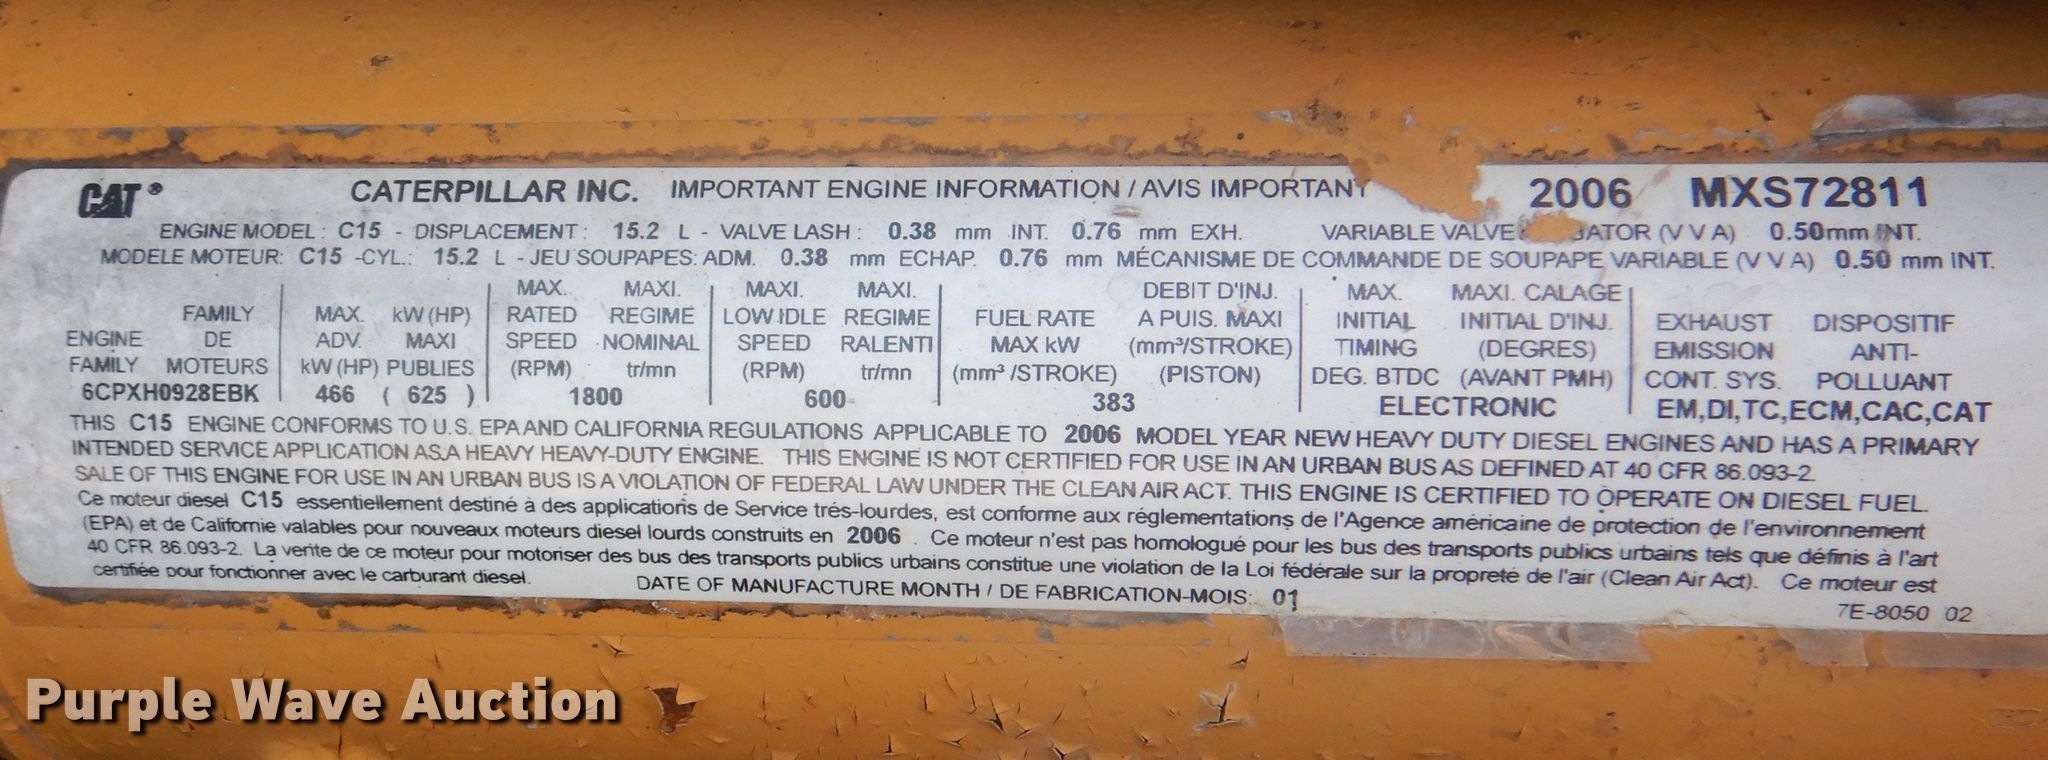 CAT® CATERPILLAR INC. IMPORTANT ENGINE INFORMATION / AVIS IMPORTANT 2006 MXS72811
ENGINE MODEL : C15 - DISPLACEMENT : 15.2 L - VALVE LASH : 0.38 mm INT. 0.76 mm EXH. VARIABLE VALVE (V V A) 0.50mm INT.
MODELE MOTEUR: C15 -CYL.: 15.2 L - JEU SOUPAPES: ADM. 0.38 mm ECHAP. 0.76 mm MÉCANISME DE COMMANDE DE SOUPAPE VARIABLE (V V A) 0.50 mm INT.
MAX. MAXI. MAXI. MAXI. DEBIT D'INJ. MAX. MAXI. CALAGE
FAMILY MAX. kW (HP) RATED REGIME LOW IDLE REGIME FUEL RATE A PUIS. MAXI INITIAL INITIAL D'INJ. EXHAUST DISPOSITIF
ENGINE DE ADV. MAXI SPEED NOMINAL SPEED RALENTI MAX kW (mm³/STROKE) TIMING (DEGRES) EMISSION ANTI-
FAMILY MOTEURS kW (HP) PUBLIES (RPM) tr/mn (RPM) tr/mn (mm³ /STROKE) (PISTON) DEG. BTDC (AVANT PMH) CONT. SYS. POLLUANT
6CPXH0928EBK 466 ( 625 ) 1800 600 383 ELECTRONIC EM,DI,TC,ECM,CAC,CAT
THIS C15 ENGINE CONFORMS TO U.S. EPA AND CALIFORNIA REGULATIONS APPLICABLE TO 2006 MODEL YEAR NEW HEAVY DUTY DIESEL ENGINES AND HAS A PRIMARY
INTENDED SERVICE APPLICATION AS A HEAVY HEAVY-DUTY ENGINE. THIS ENGINE IS NOT CERTIFIED FOR USE IN AN URBAN BUS AS DEFINED AT 40 CFR 86.093-2.
SALE OF THIS ENGINE FOR USE IN AN URBAN BUS IS A VIOLATION OF FEDERAL LAW UNDER THE CLEAN AIR ACT. THIS ENGINE IS CERTIFIED TO OPERATE ON DIESEL FUEL.
Ce moteur diesel C15 essentiellement destiné à des applications de Service trés-lourdes, est conforme aux réglementations de l'Agence américaine de protection de l'environnement
(EPA) et de Californie valables pour nouveaux moteurs diesel lourds construits en 2006 . Ce moteur n'est pas homologué pour les bus des transports publics urbains tels que définis à l'art
40 CFR 86.093-2. La verite de ce moteur pour motoriser des bus des transports publics urbains constitue une violation de la Loi fédérale sur la propreté de l'air (Clean Air Act). Ce moteur est
certifiée pour fonctionner avec le carburant diesel. DATE OF MANUFACTURE MONTH / DE FABRICATION-MOIS: 01
7E-8050 02
Purple Wave Auction